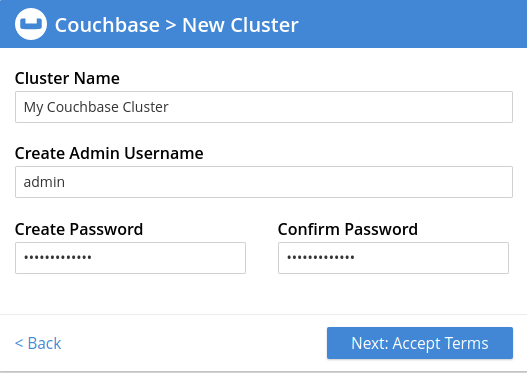 Couchbase > New Cluster
Cluster Name
My Couchbase Cluster
Create Admin Username
admin
Create Password Confirm Password
••••••••••••• •••••••••••••
< Back Next: Accept Terms